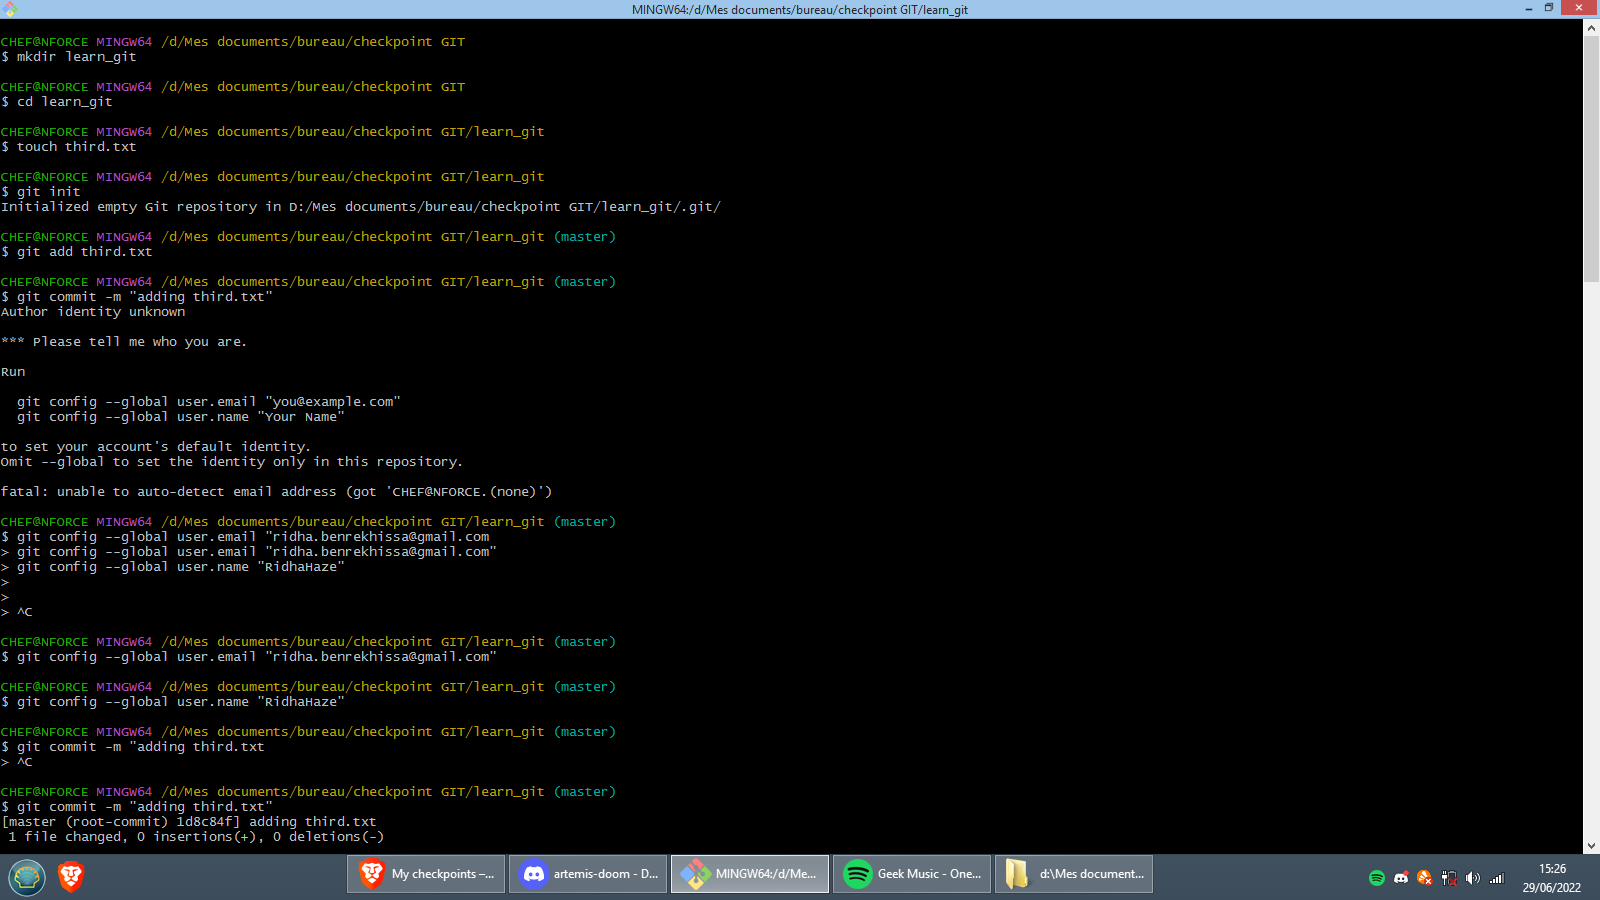 MINGW64:/d/Mes documents/bureau/checkpoint GIT/learn_git
CHEF@NFORCE MINGW64 /d/Mes documents/bureau/checkpoint GIT
$ mkdir learn_git
CHEF@NFORCE MINGW64 /d/Mes documents/bureau/checkpoint GIT
$ cd learn_git
CHEF@NFORCE MINGW64 /d/Mes documents/bureau/checkpoint GIT/learn_git
$ touch third.txt
CHEF@NFORCE MINGW64 /d/Mes documents/bureau/checkpoint GIT/learn_git
$ git init
Initialized empty Git repository in D:/Mes documents/bureau/checkpoint GIT/learn_git/.git/
CHEF@NFORCE MINGW64 /d/Mes documents/bureau/checkpoint GIT/learn_git (master)
$ git add third.txt
CHEF@NFORCE MINGW64 /d/Mes documents/bureau/checkpoint GIT/learn_git (master)
$ git commit -m "adding third.txt"
Author identity unknown
*** Please tell me who you are.
Run
  git config --global user.email "you@example.com"
  git config --global user.name "Your Name"
to set your account's default identity.
Omit --global to set the identity only in this repository.
fatal: unable to auto-detect email address (got 'CHEF@NFORCE.(none)')
CHEF@NFORCE MINGW64 /d/Mes documents/bureau/checkpoint GIT/learn_git (master)
$ git config --global user.email "ridha.benrekhissa@gmail.com
> git config --global user.email "ridha.benrekhissa@gmail.com"
> git config --global user.name "RidhaHaze"
>
>
> ^C
CHEF@NFORCE MINGW64 /d/Mes documents/bureau/checkpoint GIT/learn_git (master)
$ git config --global user.email "ridha.benrekhissa@gmail.com"
CHEF@NFORCE MINGW64 /d/Mes documents/bureau/checkpoint GIT/learn_git (master)
$ git config --global user.name "RidhaHaze"
CHEF@NFORCE MINGW64 /d/Mes documents/bureau/checkpoint GIT/learn_git (master)
$ git commit -m "adding third.txt
> ^C
CHEF@NFORCE MINGW64 /d/Mes documents/bureau/checkpoint GIT/learn_git (master)
$ git commit -m "adding third.txt"
[master (root-commit) 1d8c84f] adding third.txt
 1 file changed, 0 insertions(+), 0 deletions(-)
My checkpoints –...
artemis-doom - D...
MINGW64:/d/Me...
Geek Music - One...
d:\Mes document...
15:26
29/06/2022